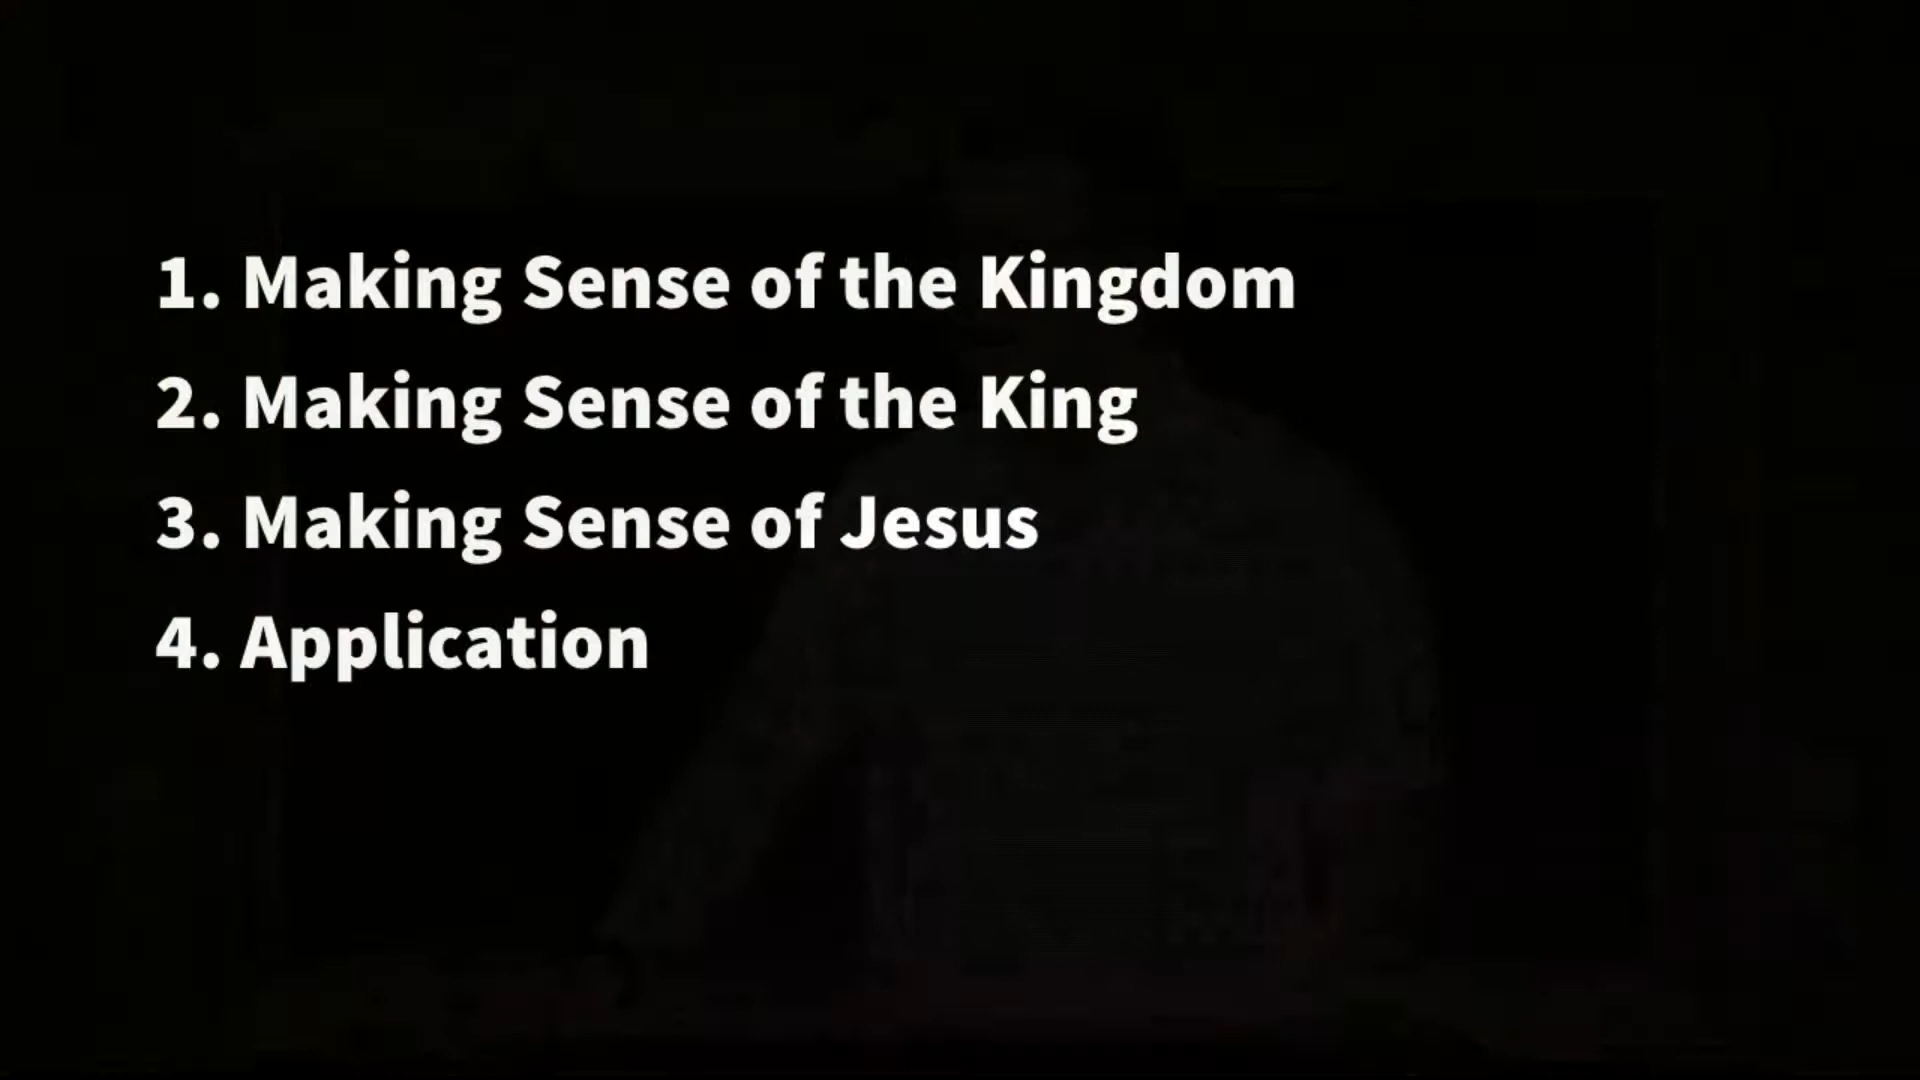 1. Making Sense of the Kingdom
2. Making Sense of the King
3. Making Sense of Jesus
4. Application